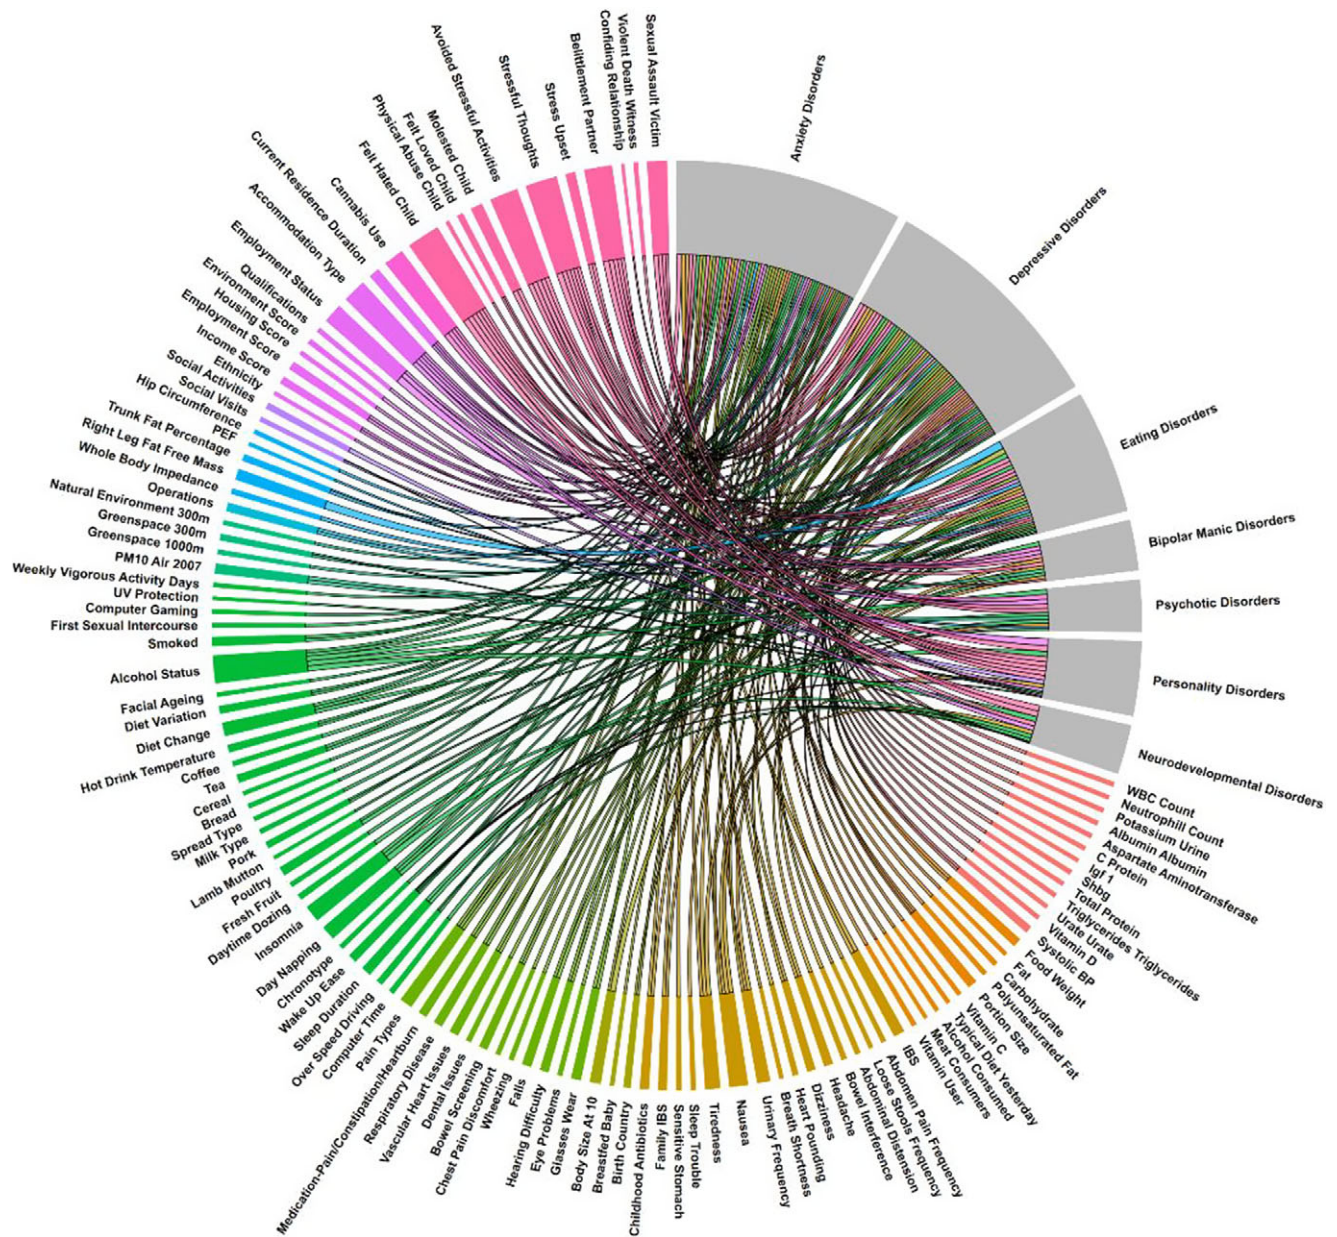 Anxiety Disorders
Depressive Disorders
Eating Disorders
Bipolar Manic Disorders
Psychotic Disorders
Personality Disorders
Neurodevelopmental Disorders
WBC Count
Neutrophill Count
Potassium Urine
Albumin Albumin
Aspartate Aminotransferase
C Protein
Igf 1
Shbg
Total Protein
Triglycerides Triglycerides
Urate Urate
Vitamin D
Systolic BP
Food Weight
Fat
Carbohydrate
Polyunsaturated Fat
Portion Size
Vitamin C
Typical Diet Yesterday
Alcohol Consumed
Meat Consumers
Vitamin User
IBS
Abdomen Pain Frequency
Loose Stools Frequency
Abdominal Distension
Bowel Interference
Headache
Dizziness
Heart Pounding
Breath Shortness
Urinary Frequency
Nausea
Tiredness
Sleep Trouble
Sensitive Stomach
Family IBS
Childhood Antibiotics
Birth Country
Breastfed Baby
Body Size At 10
Glasses Wear
Eye Problems
Hearing Difficulty
Falls
Wheezing
Chest Pain Discomfort
Bowel Screening
Dental Issues
Vascular Heart Issues
Respiratory Disease
Medication-Pain/Constipation/Heartburn
Pain Types
Computer Time
Over Speed Driving
Sleep Duration
Wake Up Ease
Chronotype
Day Napping
Insomnia
Daytime Dozing
Fresh Fruit
Poultry
Lamb Mutton
Pork
Milk Type
Spread Type
Bread
Cereal
Tea
Coffee
Hot Drink Temperature
Diet Change
Diet Variation
Facial Ageing
Alcohol Status
Smoked
First Sexual Intercourse
Computer Gaming
UV Protection
Weekly Vigorous Activity Days
PM10 Air 2007
Greenspace 1000m
Greenspace 300m
Natural Environment 300m
Operations
Whole Body Impedance
Right Leg Fat Free Mass
Trunk Fat Percentage
PEF
Hip Circumference
Social Visits
Social Activities
Ethnicity
Income Score
Employment Score
Housing Score
Environment Score
Qualifications
Employment Status
Accommodation Type
Current Residence Duration
Cannabis Use
Felt Hated Child
Physical Abuse Child
Felt Loved Child
Molested Child
Avoided Stressful Activities
Stressful Thoughts
Stress Upset
Belittlement Partner
Confiding Relationship
Violent Death Witness
Sexual Assault Victim